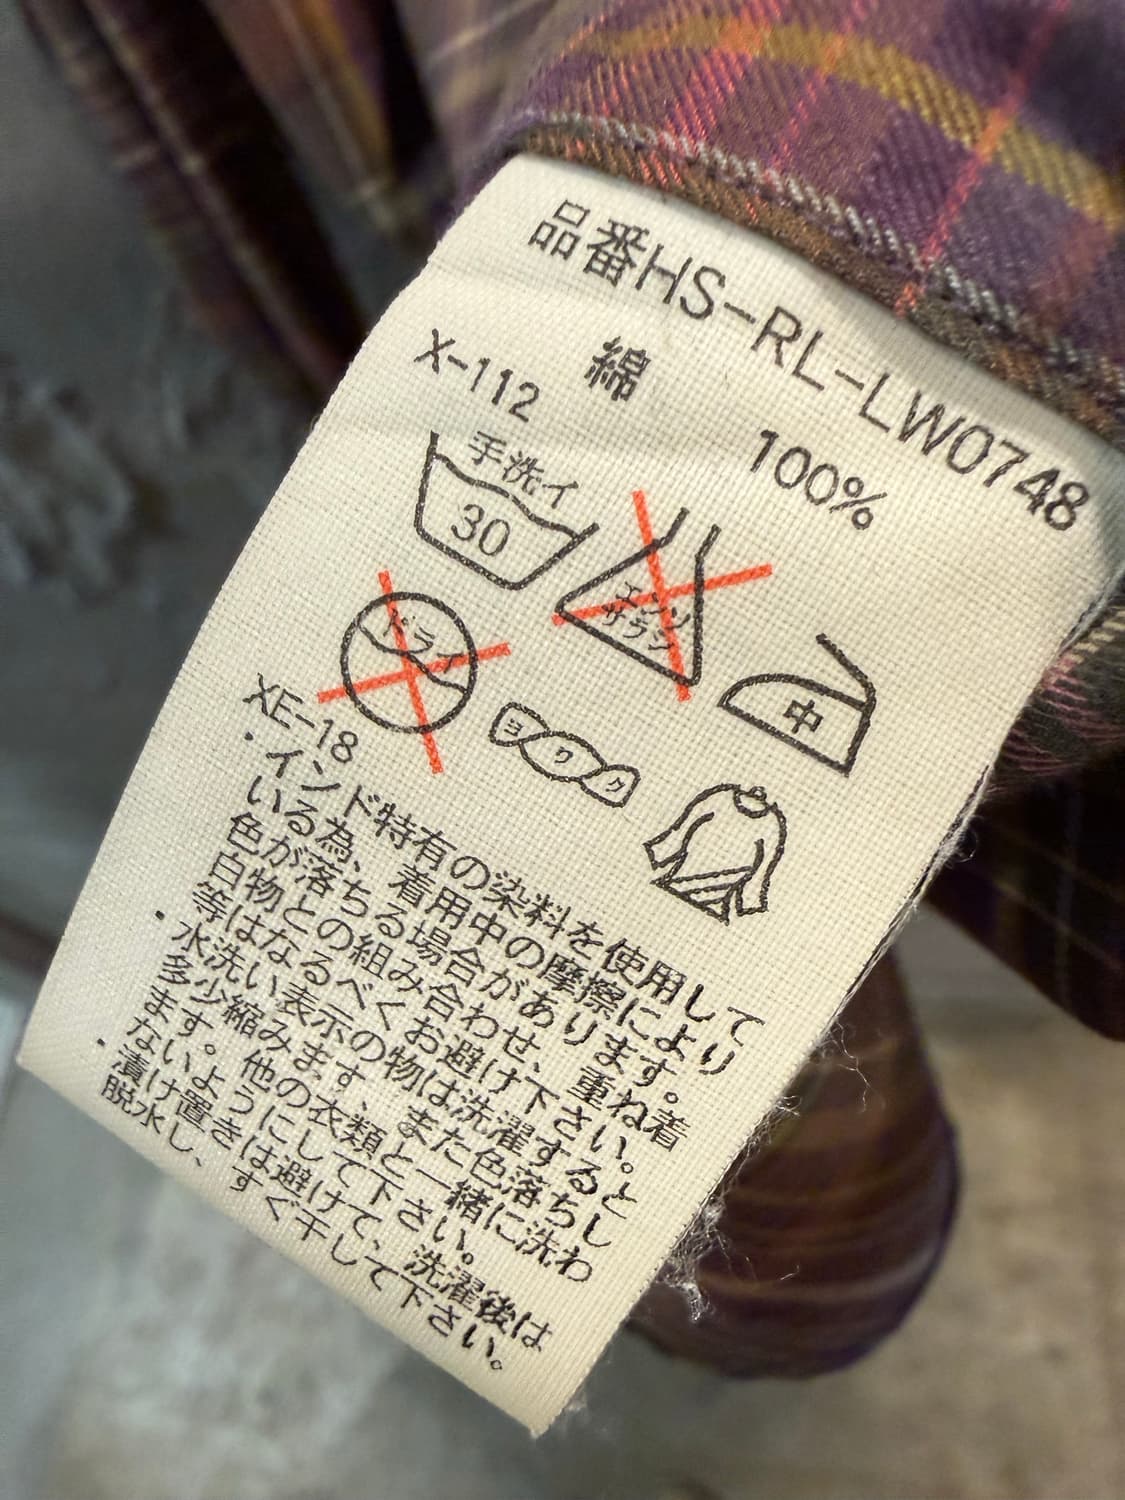 品番HS-RL-LW0748
綿 100%
X-112
手洗イ
30
エンソ
サラシ
中
ドライ
ヨワク
XE-18
・インド特有の染料を使用して
いる為、着用中の摩擦により
色が落ちる場合があります。
白物との組み合わせ、重ね着
等はなるべくお避け下さい。
・水洗い表示の物は洗濯すると
多少縮みます、また色落ちし
ます。他の衣類と一緒に洗わ
ないようにして下さい。
・漬け置きは避けて、洗濯後は
脱水し、すぐ干して下さい。